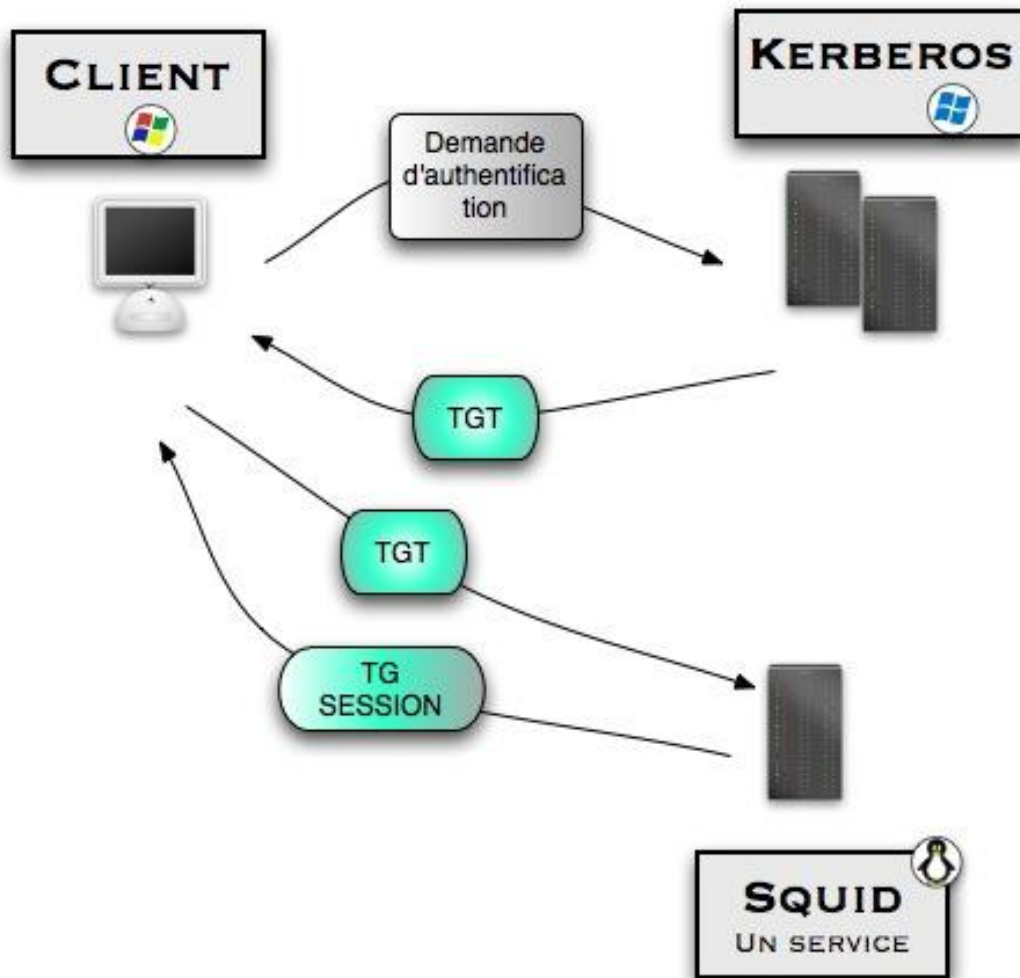 CLIENT
KERBEROS
Demande
d'authentifica
tion
TGT
TGT
TG
SESSION
SQUID
UN SERVICE